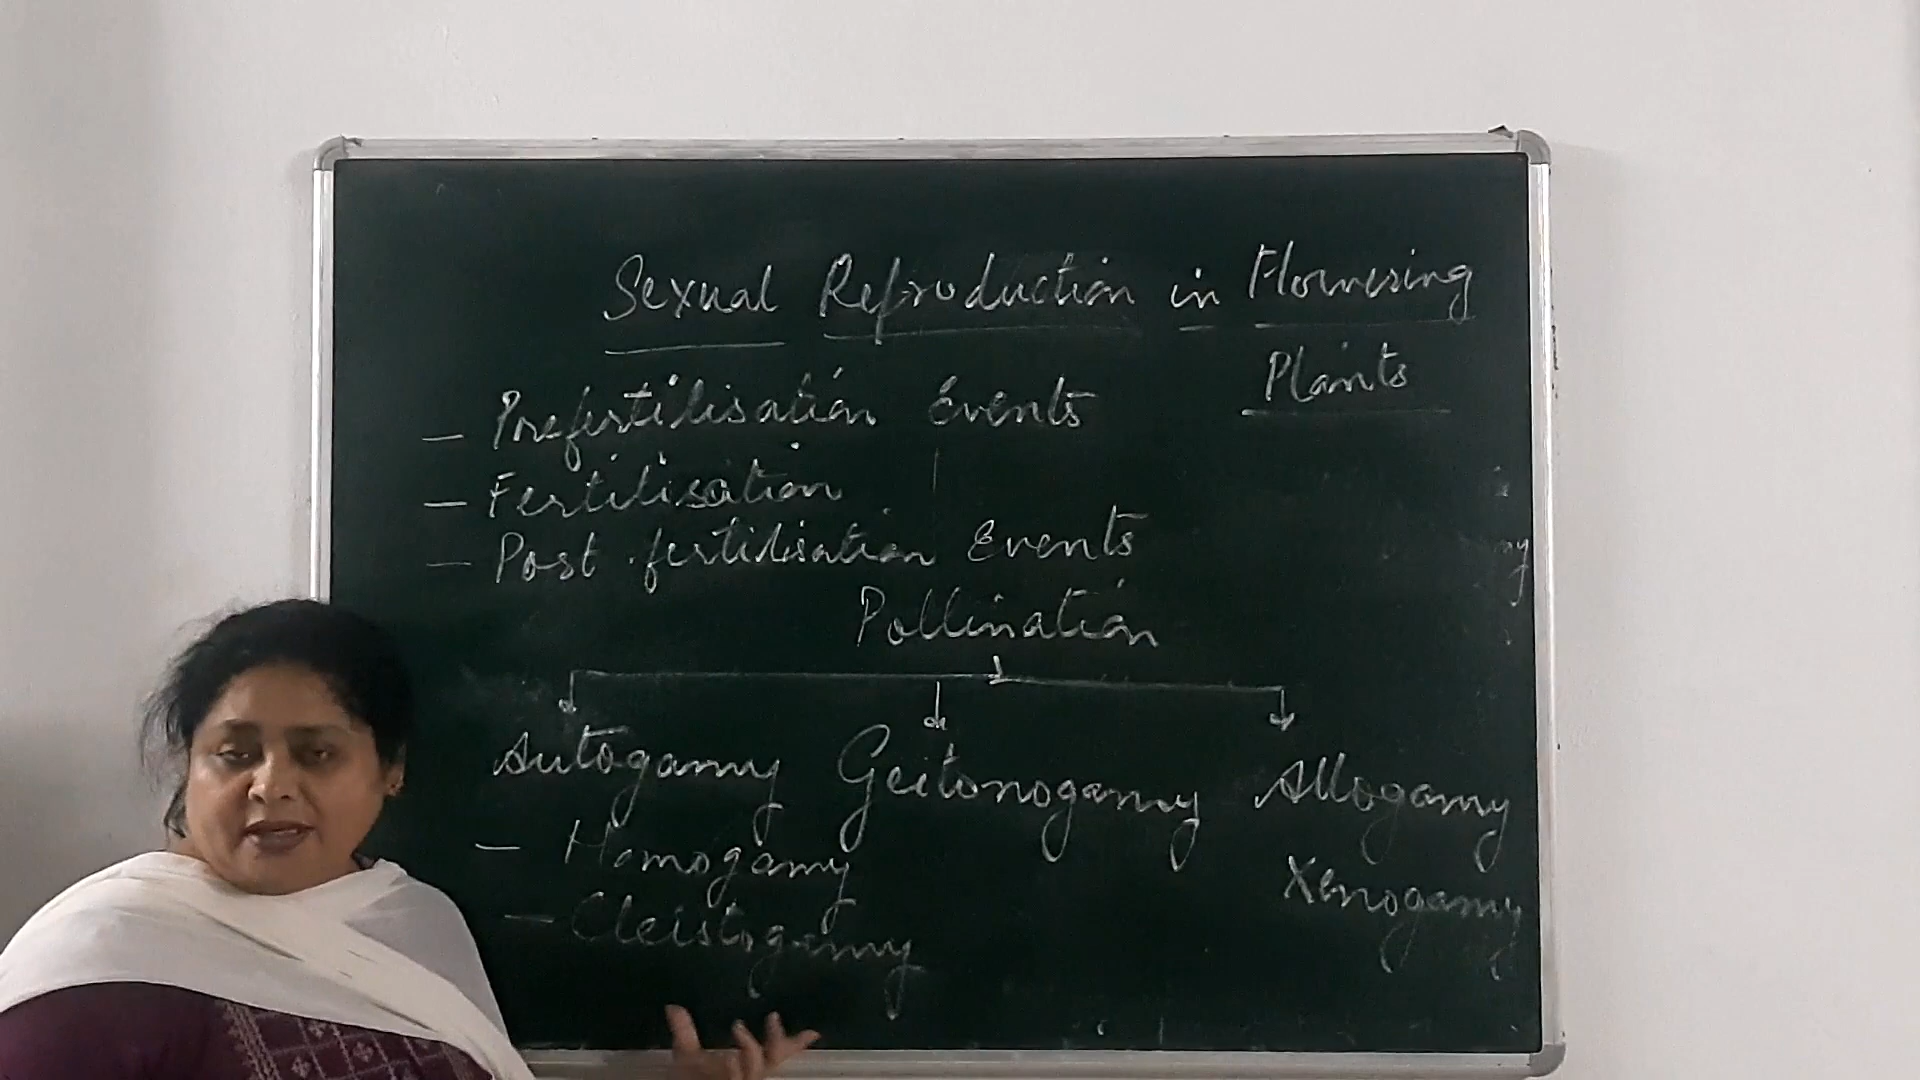 Sexual Reproduction in Flowering
Plants
— Prefertilisation Events
— Fertilisation
— Post fertilisation Events
Pollination
Autogamy Geitonogamy Allogamy
— Homogamy
Xenogamy
— Cleistogamy